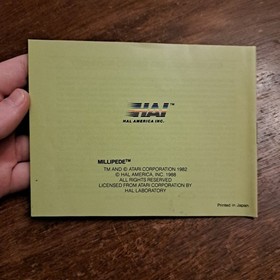 HAL™
HAL AMERICA INC.
MILLIPEDE™
TM AND © ATARI CORPORATION 1982
© HAL AMERICA, INC. 1988
ALL RIGHTS RESERVED
LICENSED FROM ATARI CORPORATION BY
HAL LABORATORY
Printed in Japan